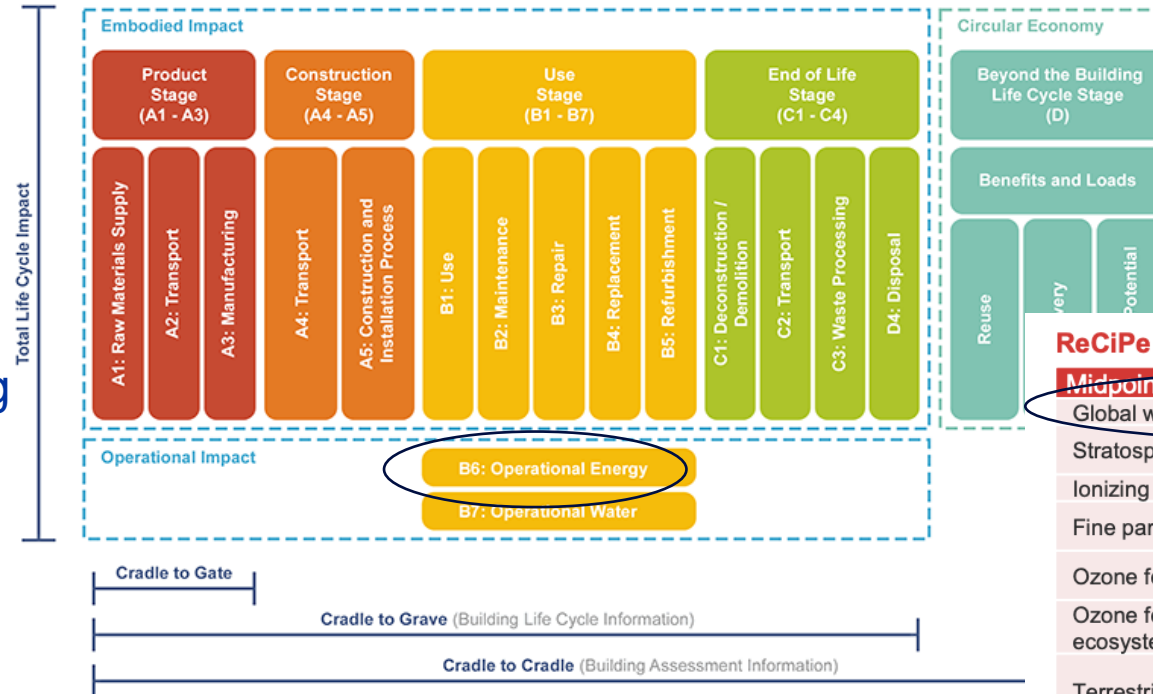 Embodied Impact
Product
Stage
(A1 - A3)
Construction
Stage
(A4 - A5)
Use
Stage
(B1 - B7)
End of Life
Stage
(C1 - C4)
A1: Raw Materials Supply
A2: Transport
A3: Manufacturing
A4: Transport
A5: Construction and
Installation Process
B1: Use
B2: Maintenance
B3: Repair
B4: Replacement
B5: Refurbishment
C1: Deconstruction /
Demolition
C2: Transport
C3: Waste Processing
D4: Disposal
Circular Economy
Beyond the Building
Life Cycle Stage
(D)
Benefits and Loads
Reuse
very
Potential
Total Life Cycle Impact
g
Operational Impact
B6: Operational Energy
B7: Operational Water
Cradle to Gate
Cradle to Grave (Building Life Cycle Information)
Cradle to Cradle (Building Assessment Information)
ReCiPe
Midpoin
Global w
Stratosp
Ionizing
Fine par
Ozone fo
Ozone fo
ecosyste
Terrestri